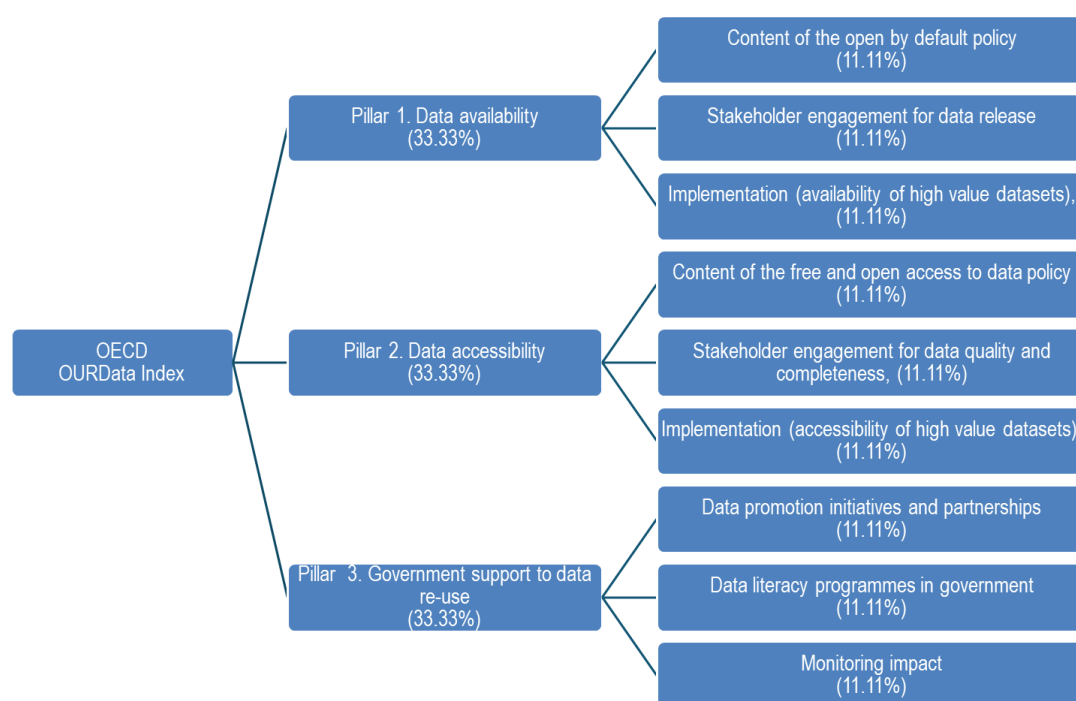 OECD
OURData Index
Pillar 1. Data availability
(33.33%)
Content of the open by default policy
(11.11%)
Stakeholder engagement for data release
(11.11%)
Implementation (availability of high value datasets),
(11.11%)
Pillar 2. Data accessibility
(33.33%)
Content of the free and open access to data policy
(11.11%)
Stakeholder engagement for data quality and
completeness, (11.11%)
Implementation (accessibility of high value datasets)
(11.11%)
Pillar 3. Government support to data
re-use
(33.33%)
Data promotion initiatives and partnerships
(11.11%)
Data literacy programmes in government
(11.11%)
Monitoring impact
(11.11%)